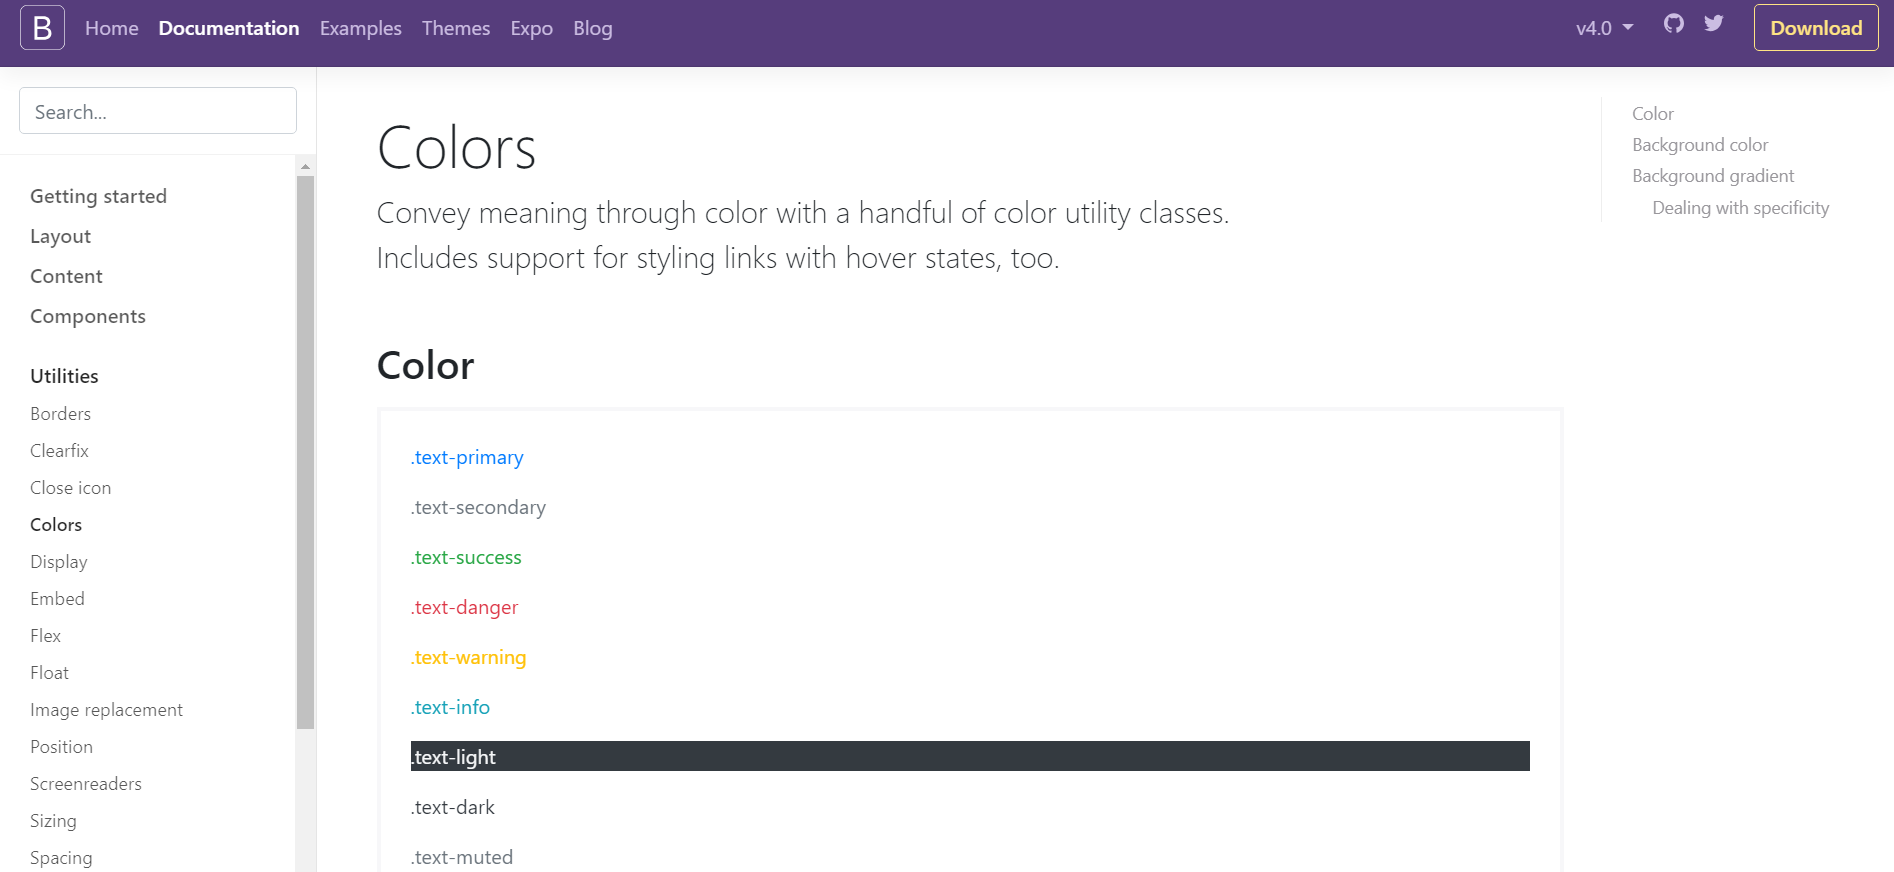 B Home Documentation Examples Themes Expo Blog v4.0 Download
Search...
Getting started
Layout
Content
Components
Utilities
Borders
Clearfix
Close icon
Colors
Display
Embed
Flex
Float
Image replacement
Position
Screenreaders
Sizing
Spacing
Colors
Convey meaning through color with a handful of color utility classes.
Includes support for styling links with hover states, too.
Color
.text-primary
.text-secondary
.text-success
.text-danger
.text-warning
.text-info
.text-light
.text-dark
.text-muted
Color
Background color
Background gradient
Dealing with specificity